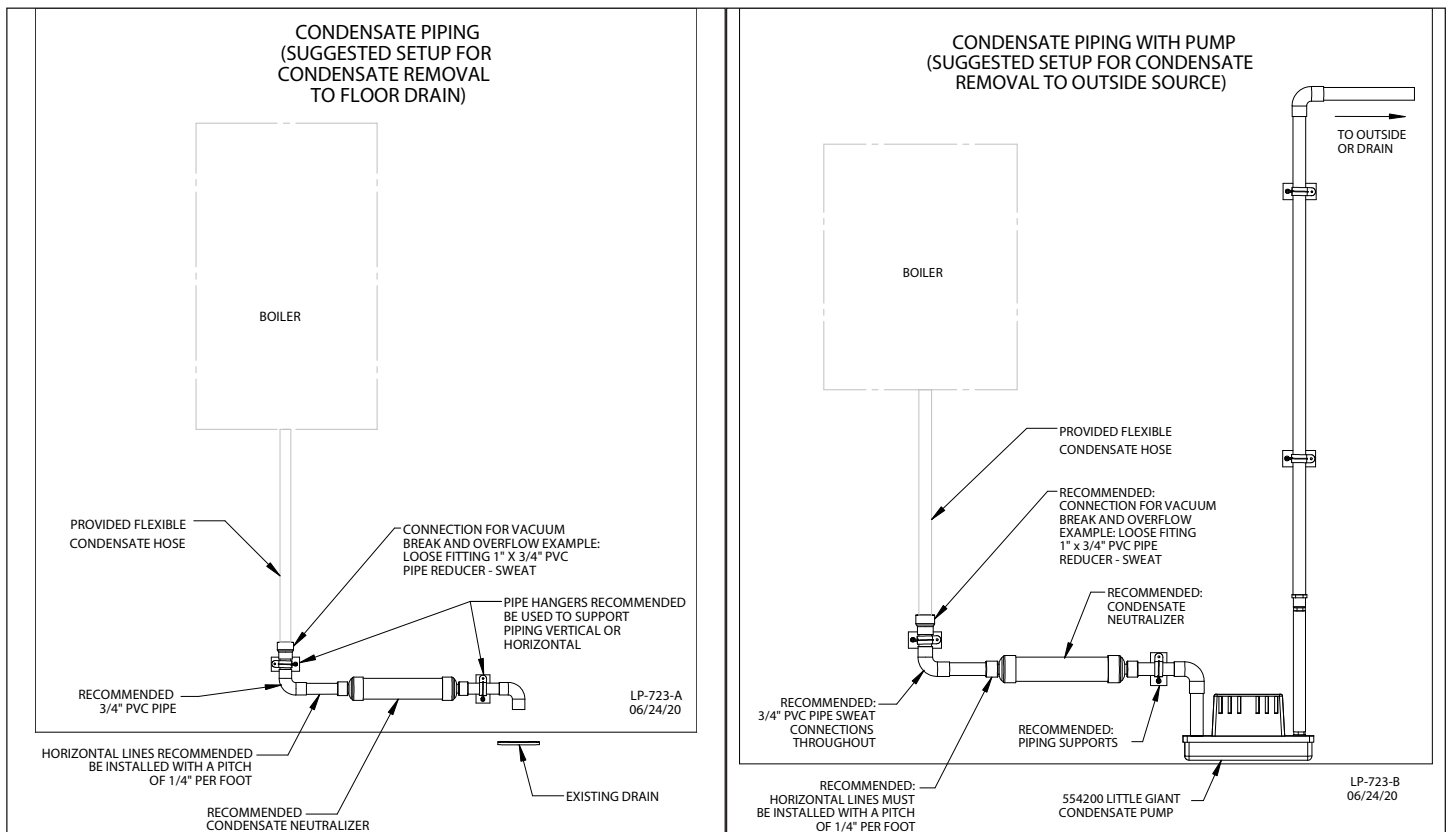 CONDENSATE PIPING
(SUGGESTED SETUP FOR
CONDENSATE REMOVAL
TO FLOOR DRAIN)
BOILER
PROVIDED FLEXIBLE
CONDENSATE HOSE
CONNECTION FOR VACUUM
BREAK AND OVERFLOW EXAMPLE:
LOOSE FITTING 1" X 3/4" PVC
PIPE REDUCER - SWEAT
PIPE HANGERS RECOMMENDED
BE USED TO SUPPORT
PIPING VERTICAL OR
HORIZONTAL
RECOMMENDED
3/4" PVC PIPE
LP-723-A
06/24/20
HORIZONTAL LINES RECOMMENDED
BE INSTALLED WITH A PITCH
OF 1/4" PER FOOT
EXISTING DRAIN
RECOMMENDED
CONDENSATE NEUTRALIZER
CONDENSATE PIPING WITH PUMP
(SUGGESTED SETUP FOR CONDENSATE
REMOVAL TO OUTSIDE SOURCE)
TO OUTSIDE
OR DRAIN
BOILER
PROVIDED FLEXIBLE
CONDENSATE HOSE
RECOMMENDED:
CONNECTION FOR VACUUM
BREAK AND OVERFLOW
EXAMPLE: LOOSE FITING
1" x 3/4" PVC PIPE
REDUCER - SWEAT
RECOMMENDED:
CONDENSATE
NEUTRALIZER
RECOMMENDED:
3/4" PVC PIPE SWEAT
CONNECTIONS
THROUGHOUT
RECOMMENDED:
PIPING SUPPORTS
RECOMMENDED:
HORIZONTAL LINES MUST
BE INSTALLED WITH A PITCH
OF 1/4" PER FOOT
554200 LITTLE GIANT
CONDENSATE PUMP
LP-723-B
06/24/20